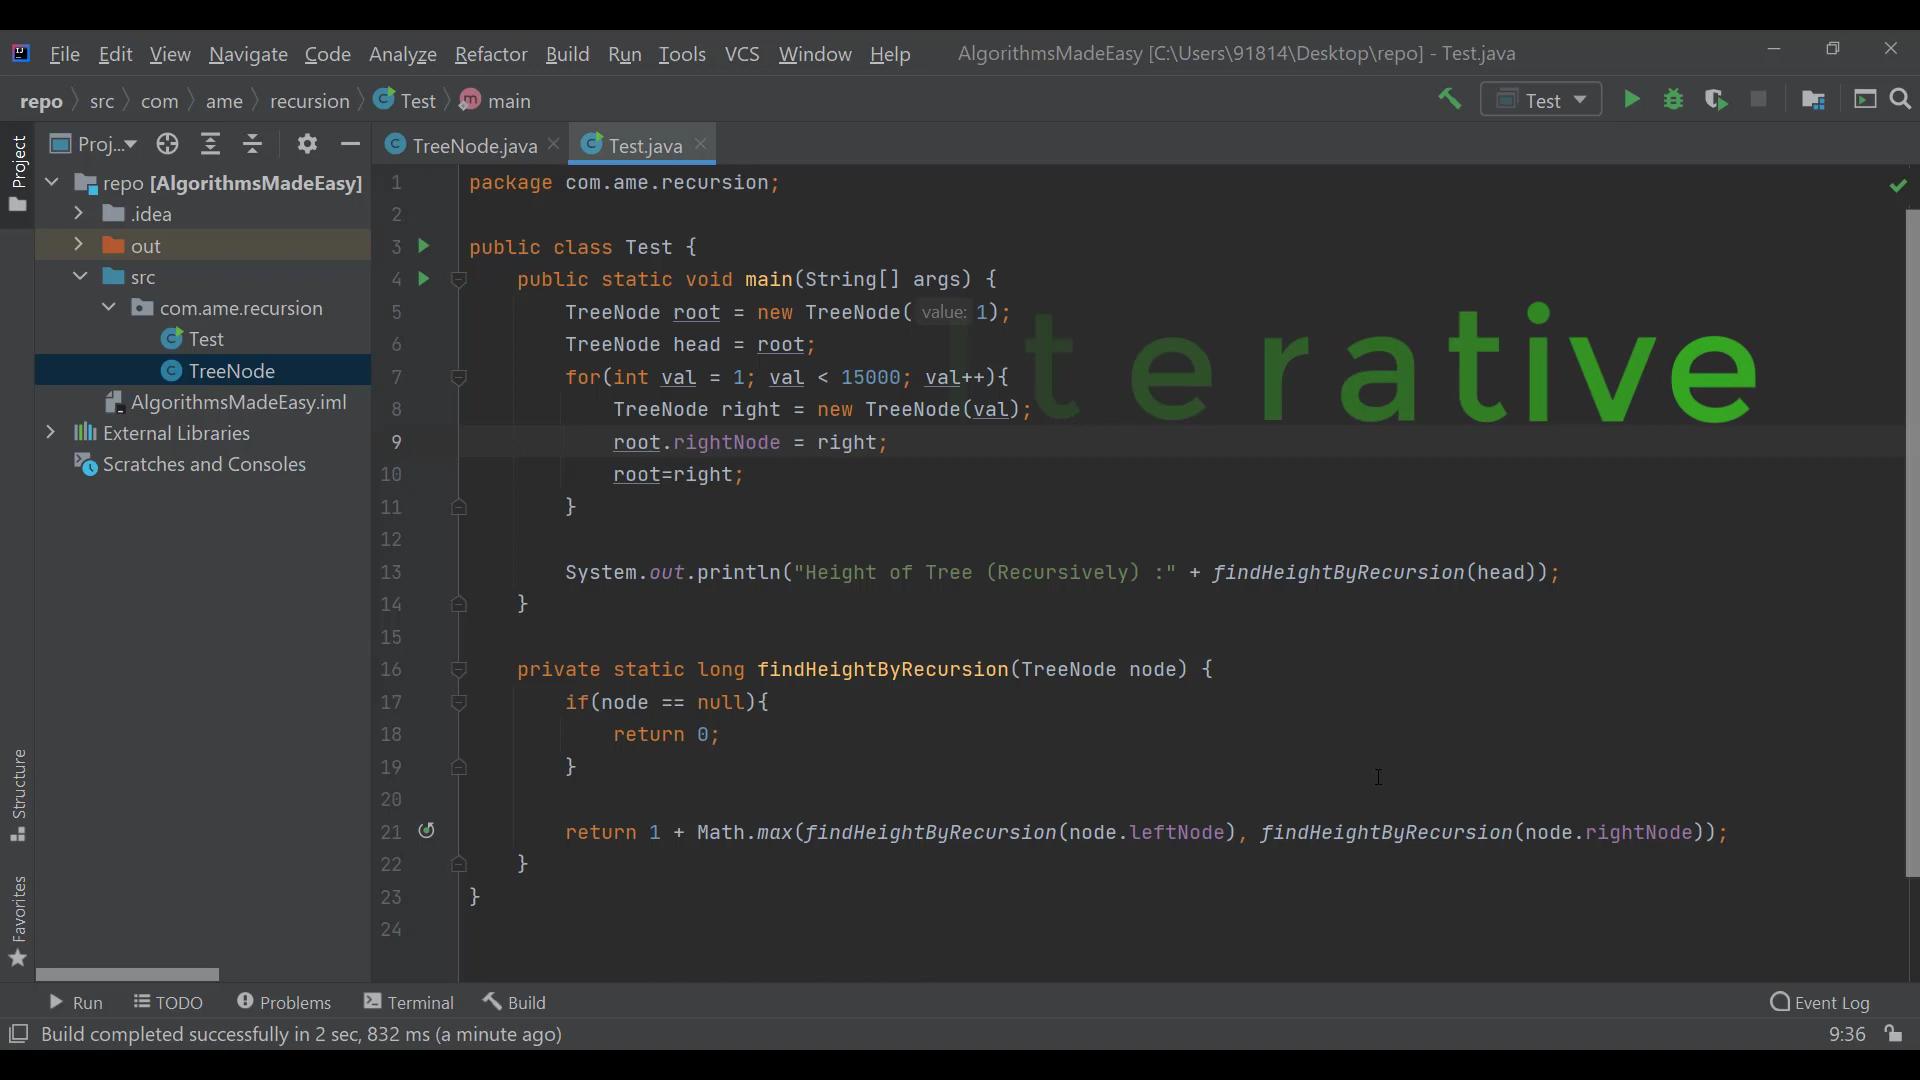 File Edit View Navigate Code Analyze Refactor Build Run Tools VCS Window Help AlgorithmsMadeEasy [C:\Users\91814\Desktop\repo] - Test.java
repo src com ame recursion Test main Test
Project
Proj... TreeNode.java Test.java
repo [AlgorithmsMadeEasy]
.idea
out
src
com.ame.recursion
Test
TreeNode
AlgorithmsMadeEasy.iml
External Libraries
Scratches and Consoles
Structure
Favorites
1 package com.ame.recursion;
2
3 public class Test {
4 public static void main(String[] args) {
5 TreeNode root = new TreeNode( value: 1);
6 TreeNode head = root;
7 for(int val = 1; val < 15000; val++){
8 TreeNode right = new TreeNode(val);
9 root.rightNode = right;
10 root=right;
11 }
12
13 System.out.println("Height of Tree (Recursively) :" + findHeightByRecursion(head));
14 }
15
16 private static long findHeightByRecursion(TreeNode node) {
17 if(node == null){
18 return 0;
19 }
20
21 return 1 + Math.max(findHeightByRecursion(node.leftNode), findHeightByRecursion(node.rightNode));
22 }
23 }
24
Iterative
Run TODO Problems Terminal Build Event Log
Build completed successfully in 2 sec, 832 ms (a minute ago) 9:36